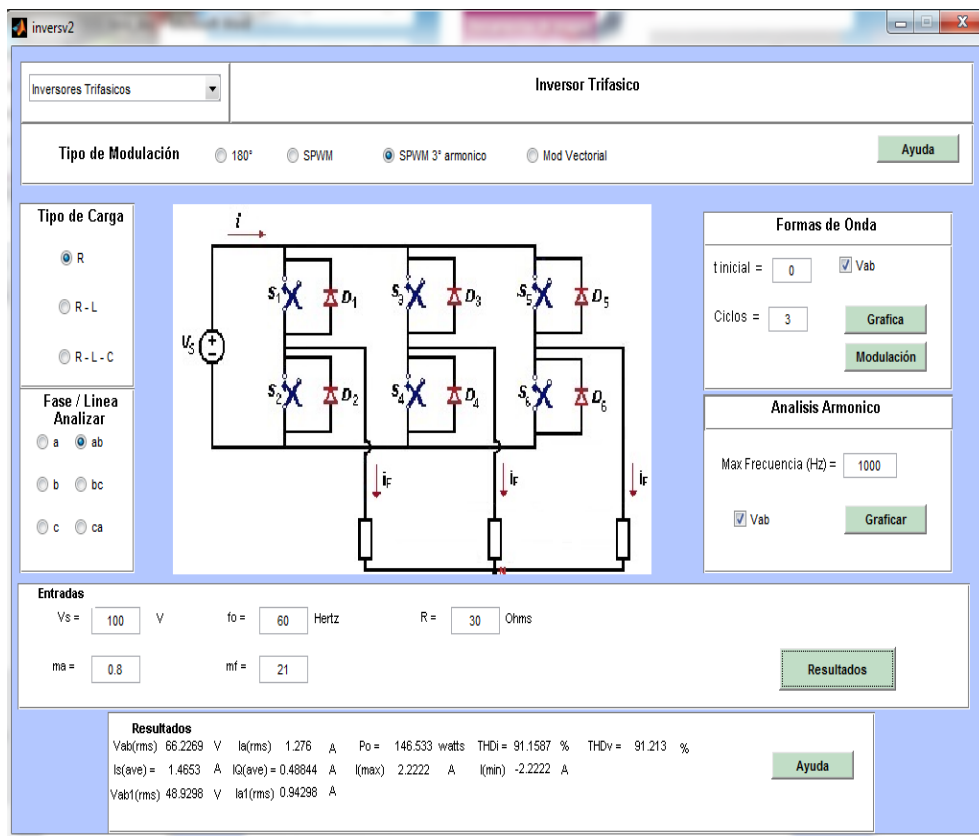 inversv2
Inversores Trifasicos
Inversor Trifasico
Tipo de Modulación 180° SPWM SPWM 3° armonico Mod Vectorial Ayuda
Tipo de Carga
R
R - L
R - L - C
Fase / Linea
Analizar
a ab
b bc
c ca
i
S1 D1 S3 D3 S5 D5
VS
S2 D2 S4 D4 S6 D6
iF iF iF
Formas de Onda
t inicial = 0 Vab
Ciclos = 3 Grafica
Modulación
Analisis Armonico
Max Frecuencia (Hz) = 1000
Vab Graficar
Entradas
Vs = 100 V fo = 60 Hertz R = 30 Ohms
ma = 0.8 mf = 21
Resultados
Resultados
Vab(rms) 66.2269 V Ia(rms) 1.276 A Po = 146.533 watts THDi = 91.1587 % THDv = 91.213 %
Is(ave) = 1.4653 A IQ(ave) = 0.48844 A I(max) 2.2222 A I(min) -2.2222 A
Vab1(rms) 48.9298 V Ia1(rms) 0.94298 A
Ayuda